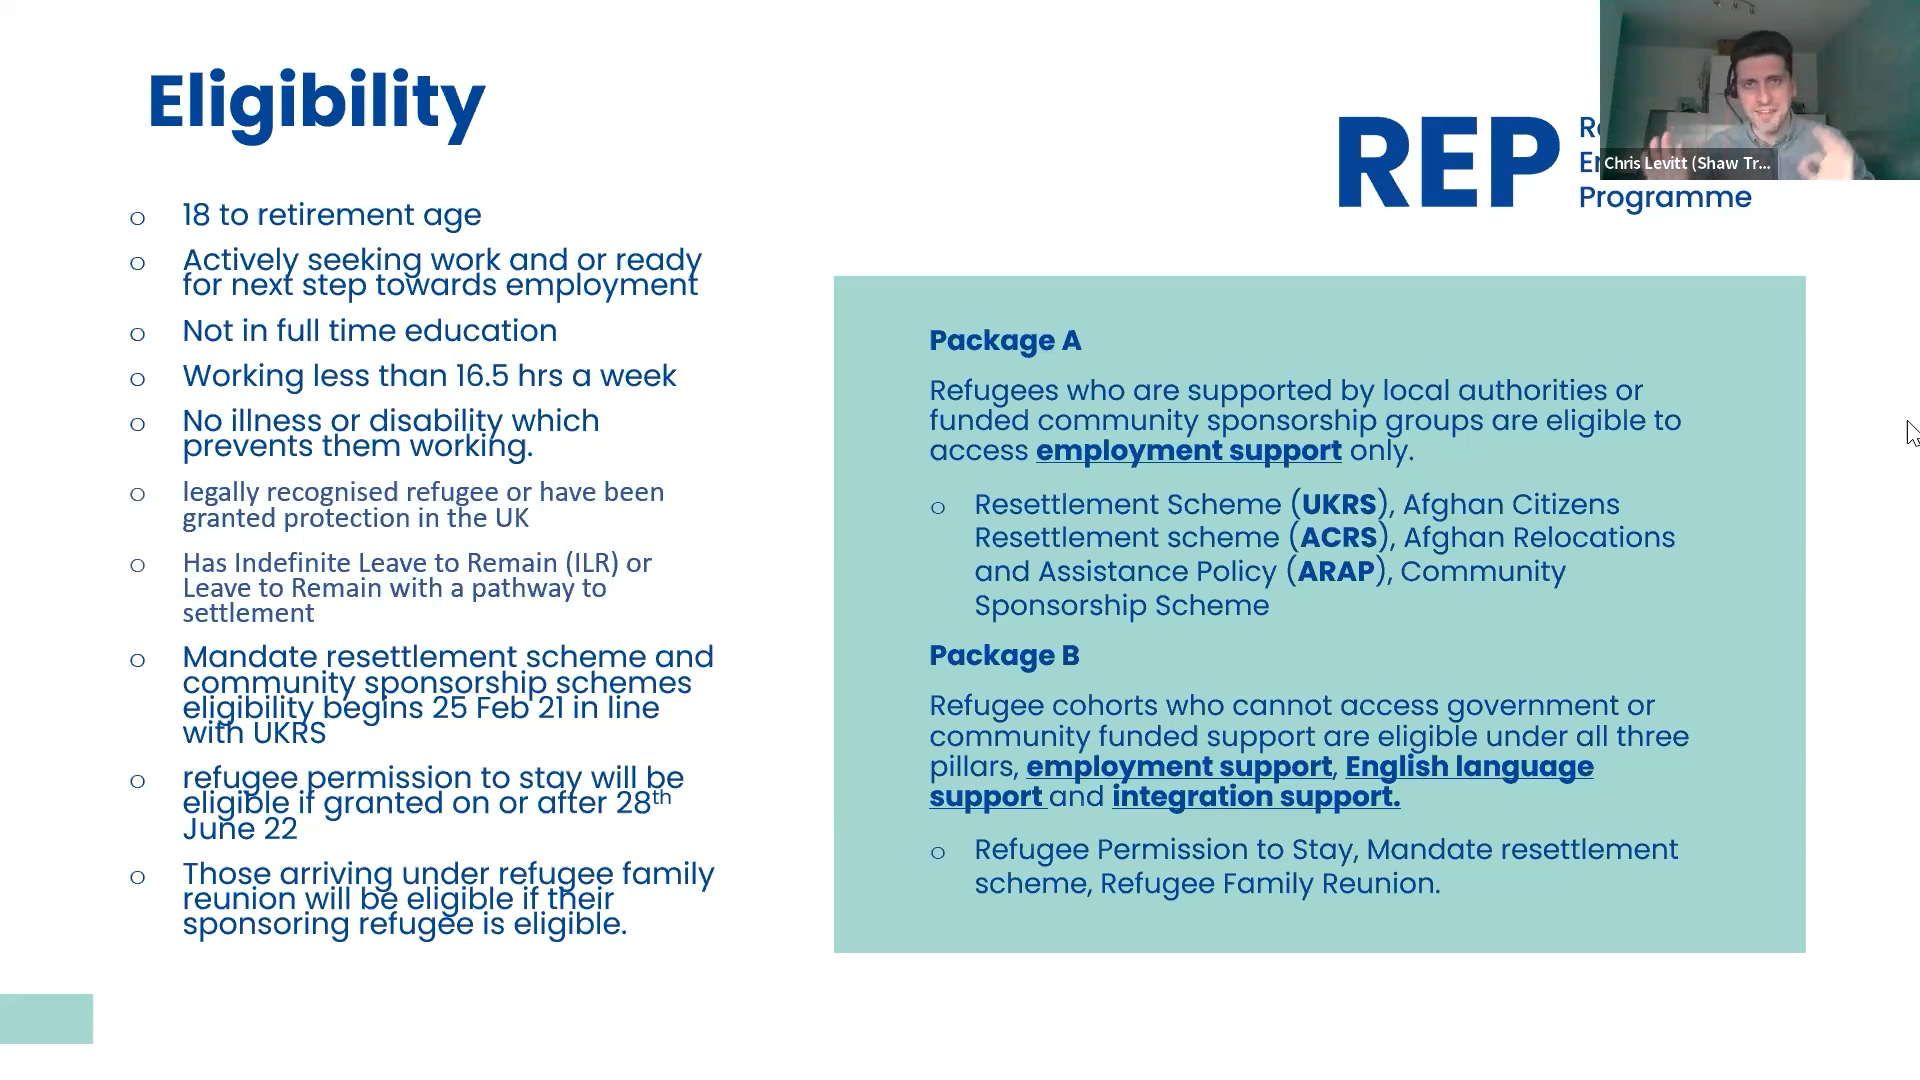 Eligibility
18 to retirement age
Actively seeking work and or ready
for next step towards employment
Not in full time education
Working less than 16.5 hrs a week
No illness or disability which
prevents them working.
legally recognised refugee or have been
granted protection in the UK
Has Indefinite Leave to Remain (ILR) or
Leave to Remain with a pathway to
settlement
Mandate resettlement scheme and
community sponsorship schemes
eligibility begins 25 Feb 21 in line
with UKRS
refugee permission to stay will be
eligible if granted on or after 28th
June 22
Those arriving under refugee family
reunion will be eligible if their
sponsoring refugee is eligible.
REP
Programme
Chris Levitt (Shaw Tr...
Package A
Refugees who are supported by local authorities or
funded community sponsorship groups are eligible to
access employment support only.
Resettlement Scheme (UKRS), Afghan Citizens
Resettlement scheme (ACRS), Afghan Relocations
and Assistance Policy (ARAP), Community
Sponsorship Scheme
Package B
Refugee cohorts who cannot access government or
community funded support are eligible under all three
pillars, employment support, English language
support and integration support.
Refugee Permission to Stay, Mandate resettlement
scheme, Refugee Family Reunion.